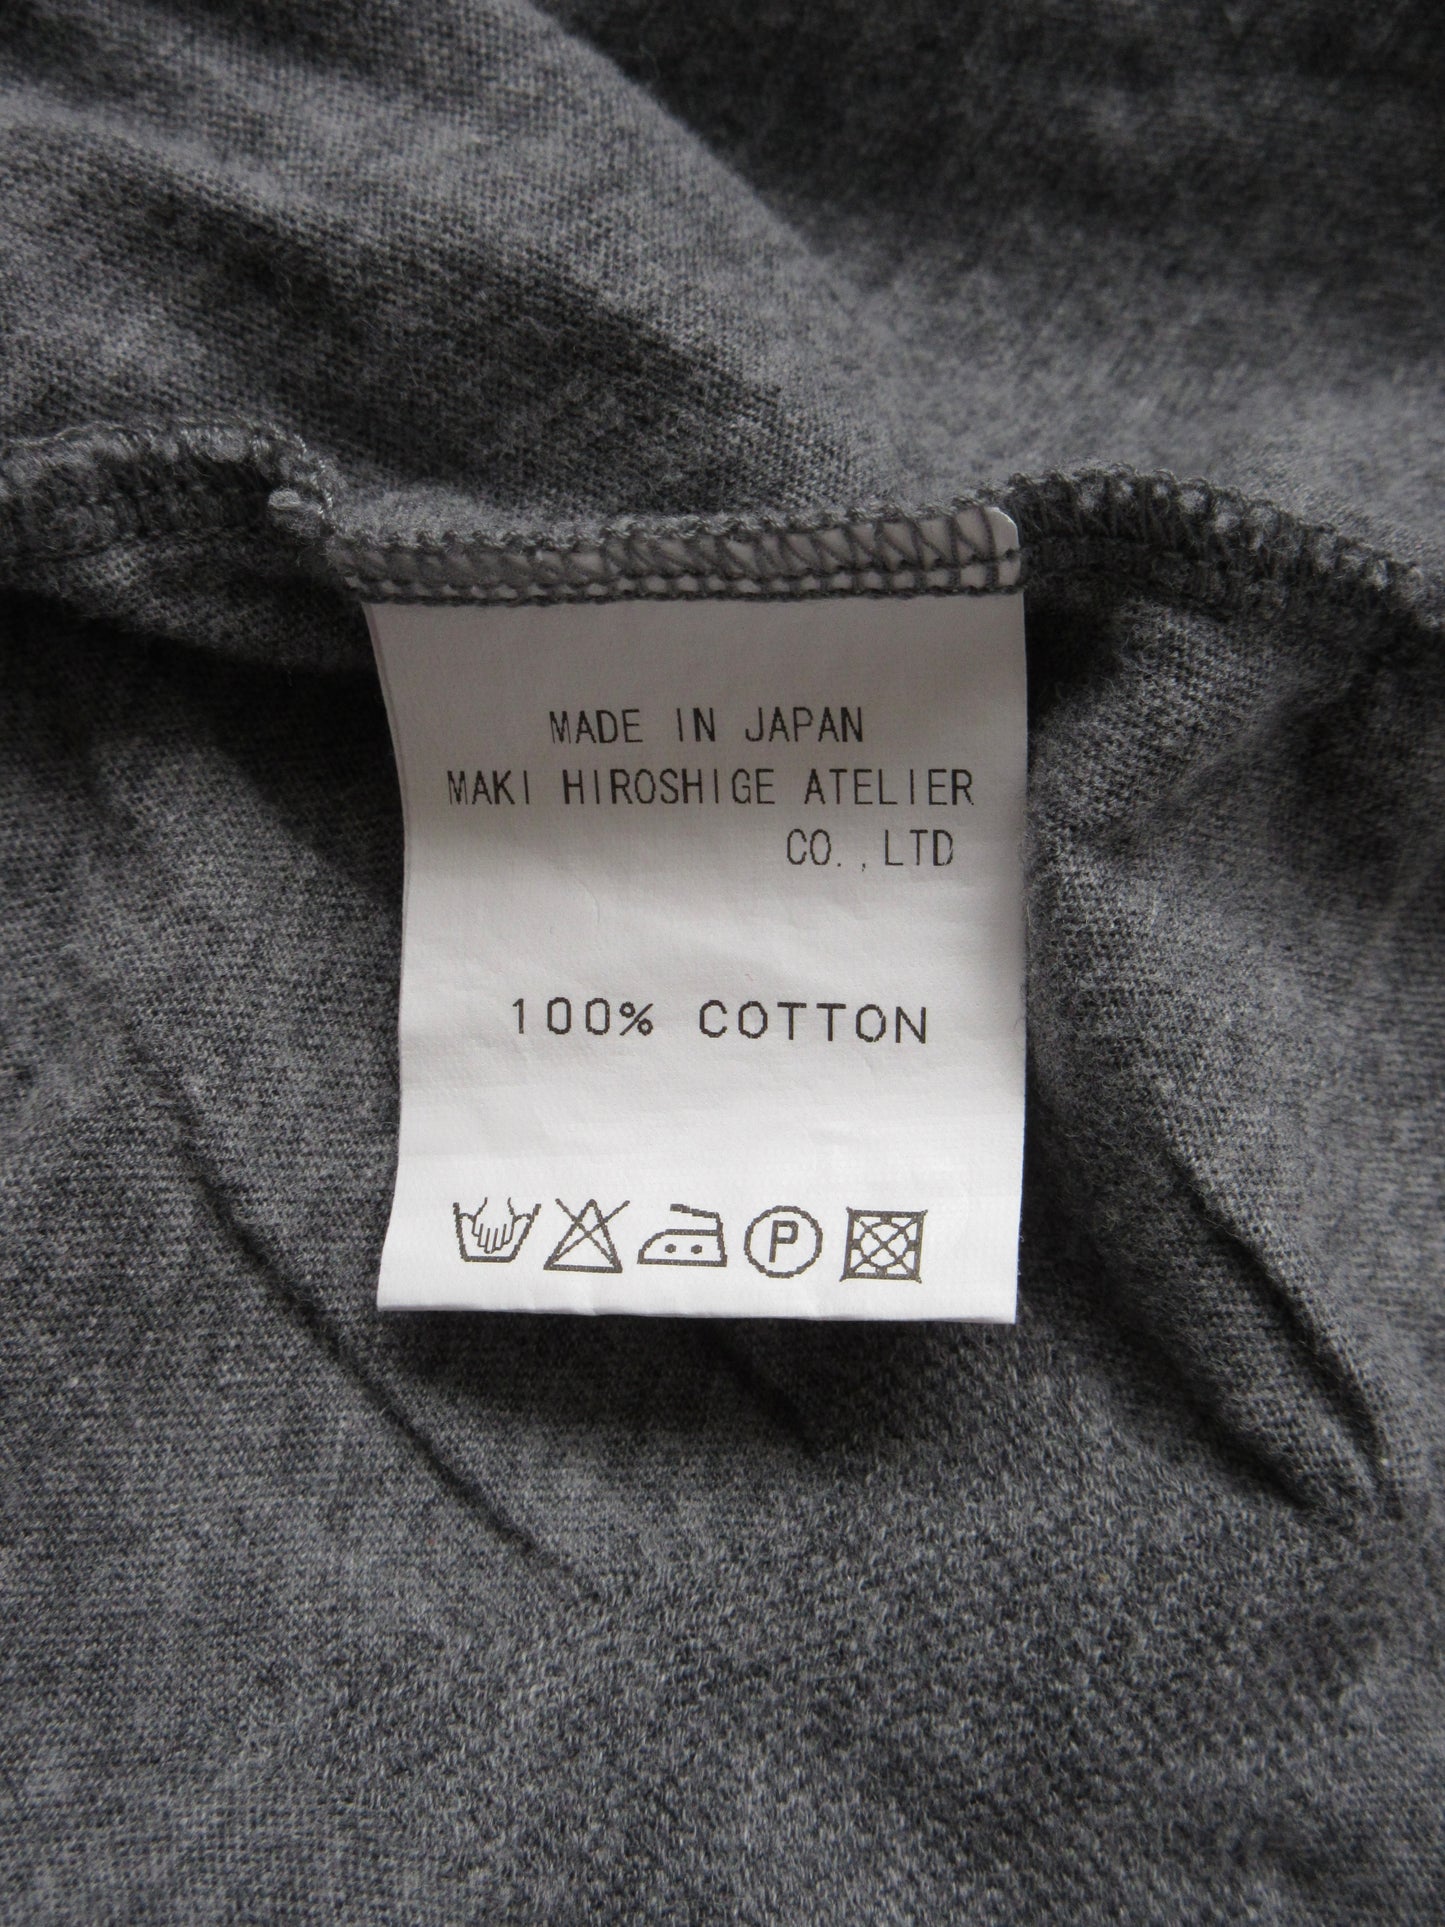 MADE IN JAPAN
MAKI HIROSHIGE ATELIER
CO.,LTD
100% COTTON
P